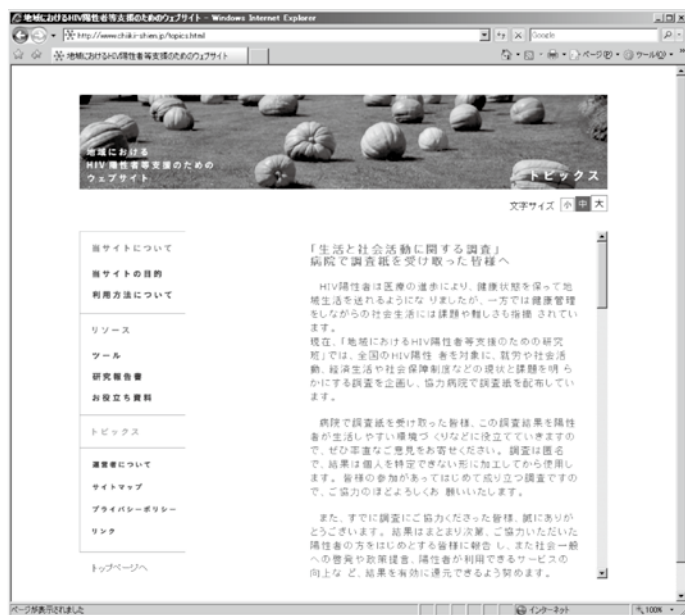 地域におけるHIV陽性者等支援のためのウェブサイト - Windows Internet Explorer
http://www.chiiki-shien.jp/topics.html
Google
地域におけるHIV陽性者等支援のためのウェブサイト
ページ(P) ツール(O)
地域における
HIV陽性者等支援のための
ウェブサイト
トピックス
文字サイズ 小 中 大
当サイトについて
当サイトの目的
利用方法について
リソース
ツール
研究報告書
お役立ち資料
トピックス
運営者について
サイトマップ
プライバシーポリシー
リンク
トップページへ
「生活と社会活動に関する調査」
病院で調査紙を受け取った皆様へ
HIV陽性者は医療の進歩により、健康状態を保って地
域生活を送れるようにな りましたが、一方では健康管理
をしながらの社会生活には課題や難しさも指摘 されてい
ます。
現在、「地域におけるHIV陽性者等支援のための研究
班」では、全国のHIV陽性 者を対象に、就労や社会活
動、経済生活や社会保障制度などの現状と課題を明 ら
かにする調査を企画し、協力病院で調査紙を配布してい
ます。
病院で調査紙を受け取った皆様、この調査結果を陽性
者が生活しやすい環境づ くりなどに役立てていきますの
で、ぜひ率直なご意見をお寄せください。 調査は匿名
で、結果は個人を特定できない形に加工してから使用し
ます。 皆様の参加があってはじめて成り立つ調査ですの
で、ご協力のほどよろしくお 願いいたします。
また、すでに調査にご協力くださった皆様、誠にありが
とうございます。 結果はまとまり次第、ご協力いただいた
陽性者の方をはじめとする皆様に報告 し、また社会一般
への啓発や政策提言、陽性者が利用できるサービスの
向上な ど、結果を有効に還元できるよう努めます。
ページが表示されました
インターネット
100%